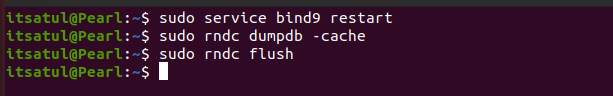 itsatul@Pearl:~$ sudo service bind9 restart
itsatul@Pearl:~$ sudo rndc dumpdb -cache
itsatul@Pearl:~$ sudo rndc flush
itsatul@Pearl:~$